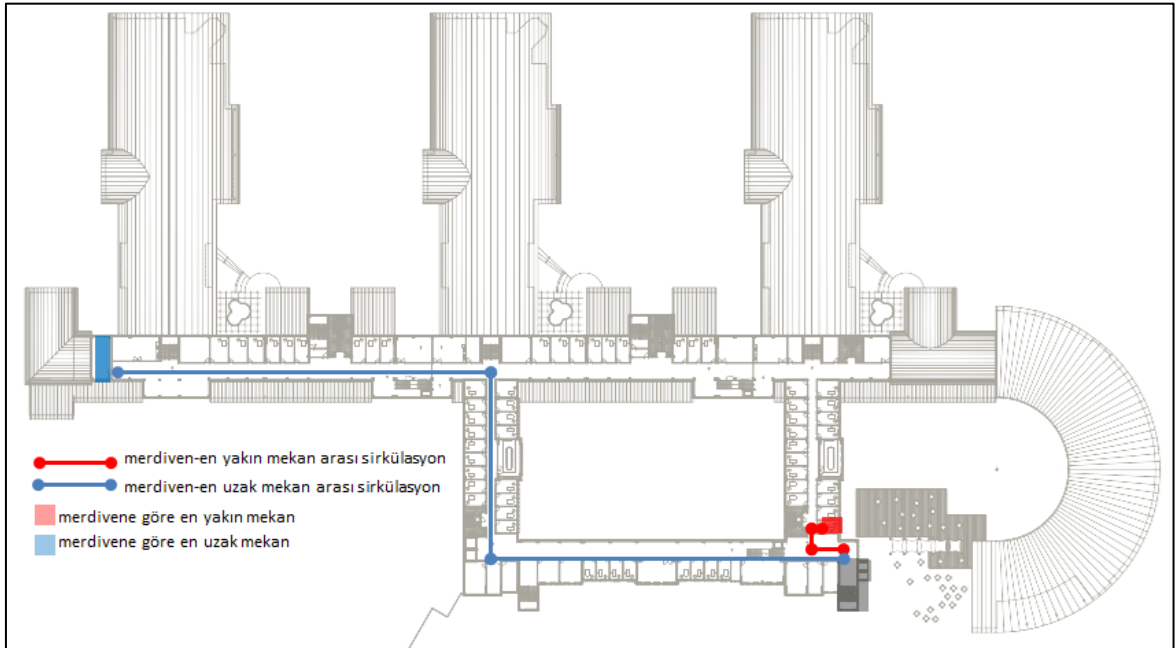 merdiven-en yakın mekan arası sirkülasyon
merdiven-en uzak mekan arası sirkülasyon
merdivene göre en yakın mekan
merdivene göre en uzak mekan